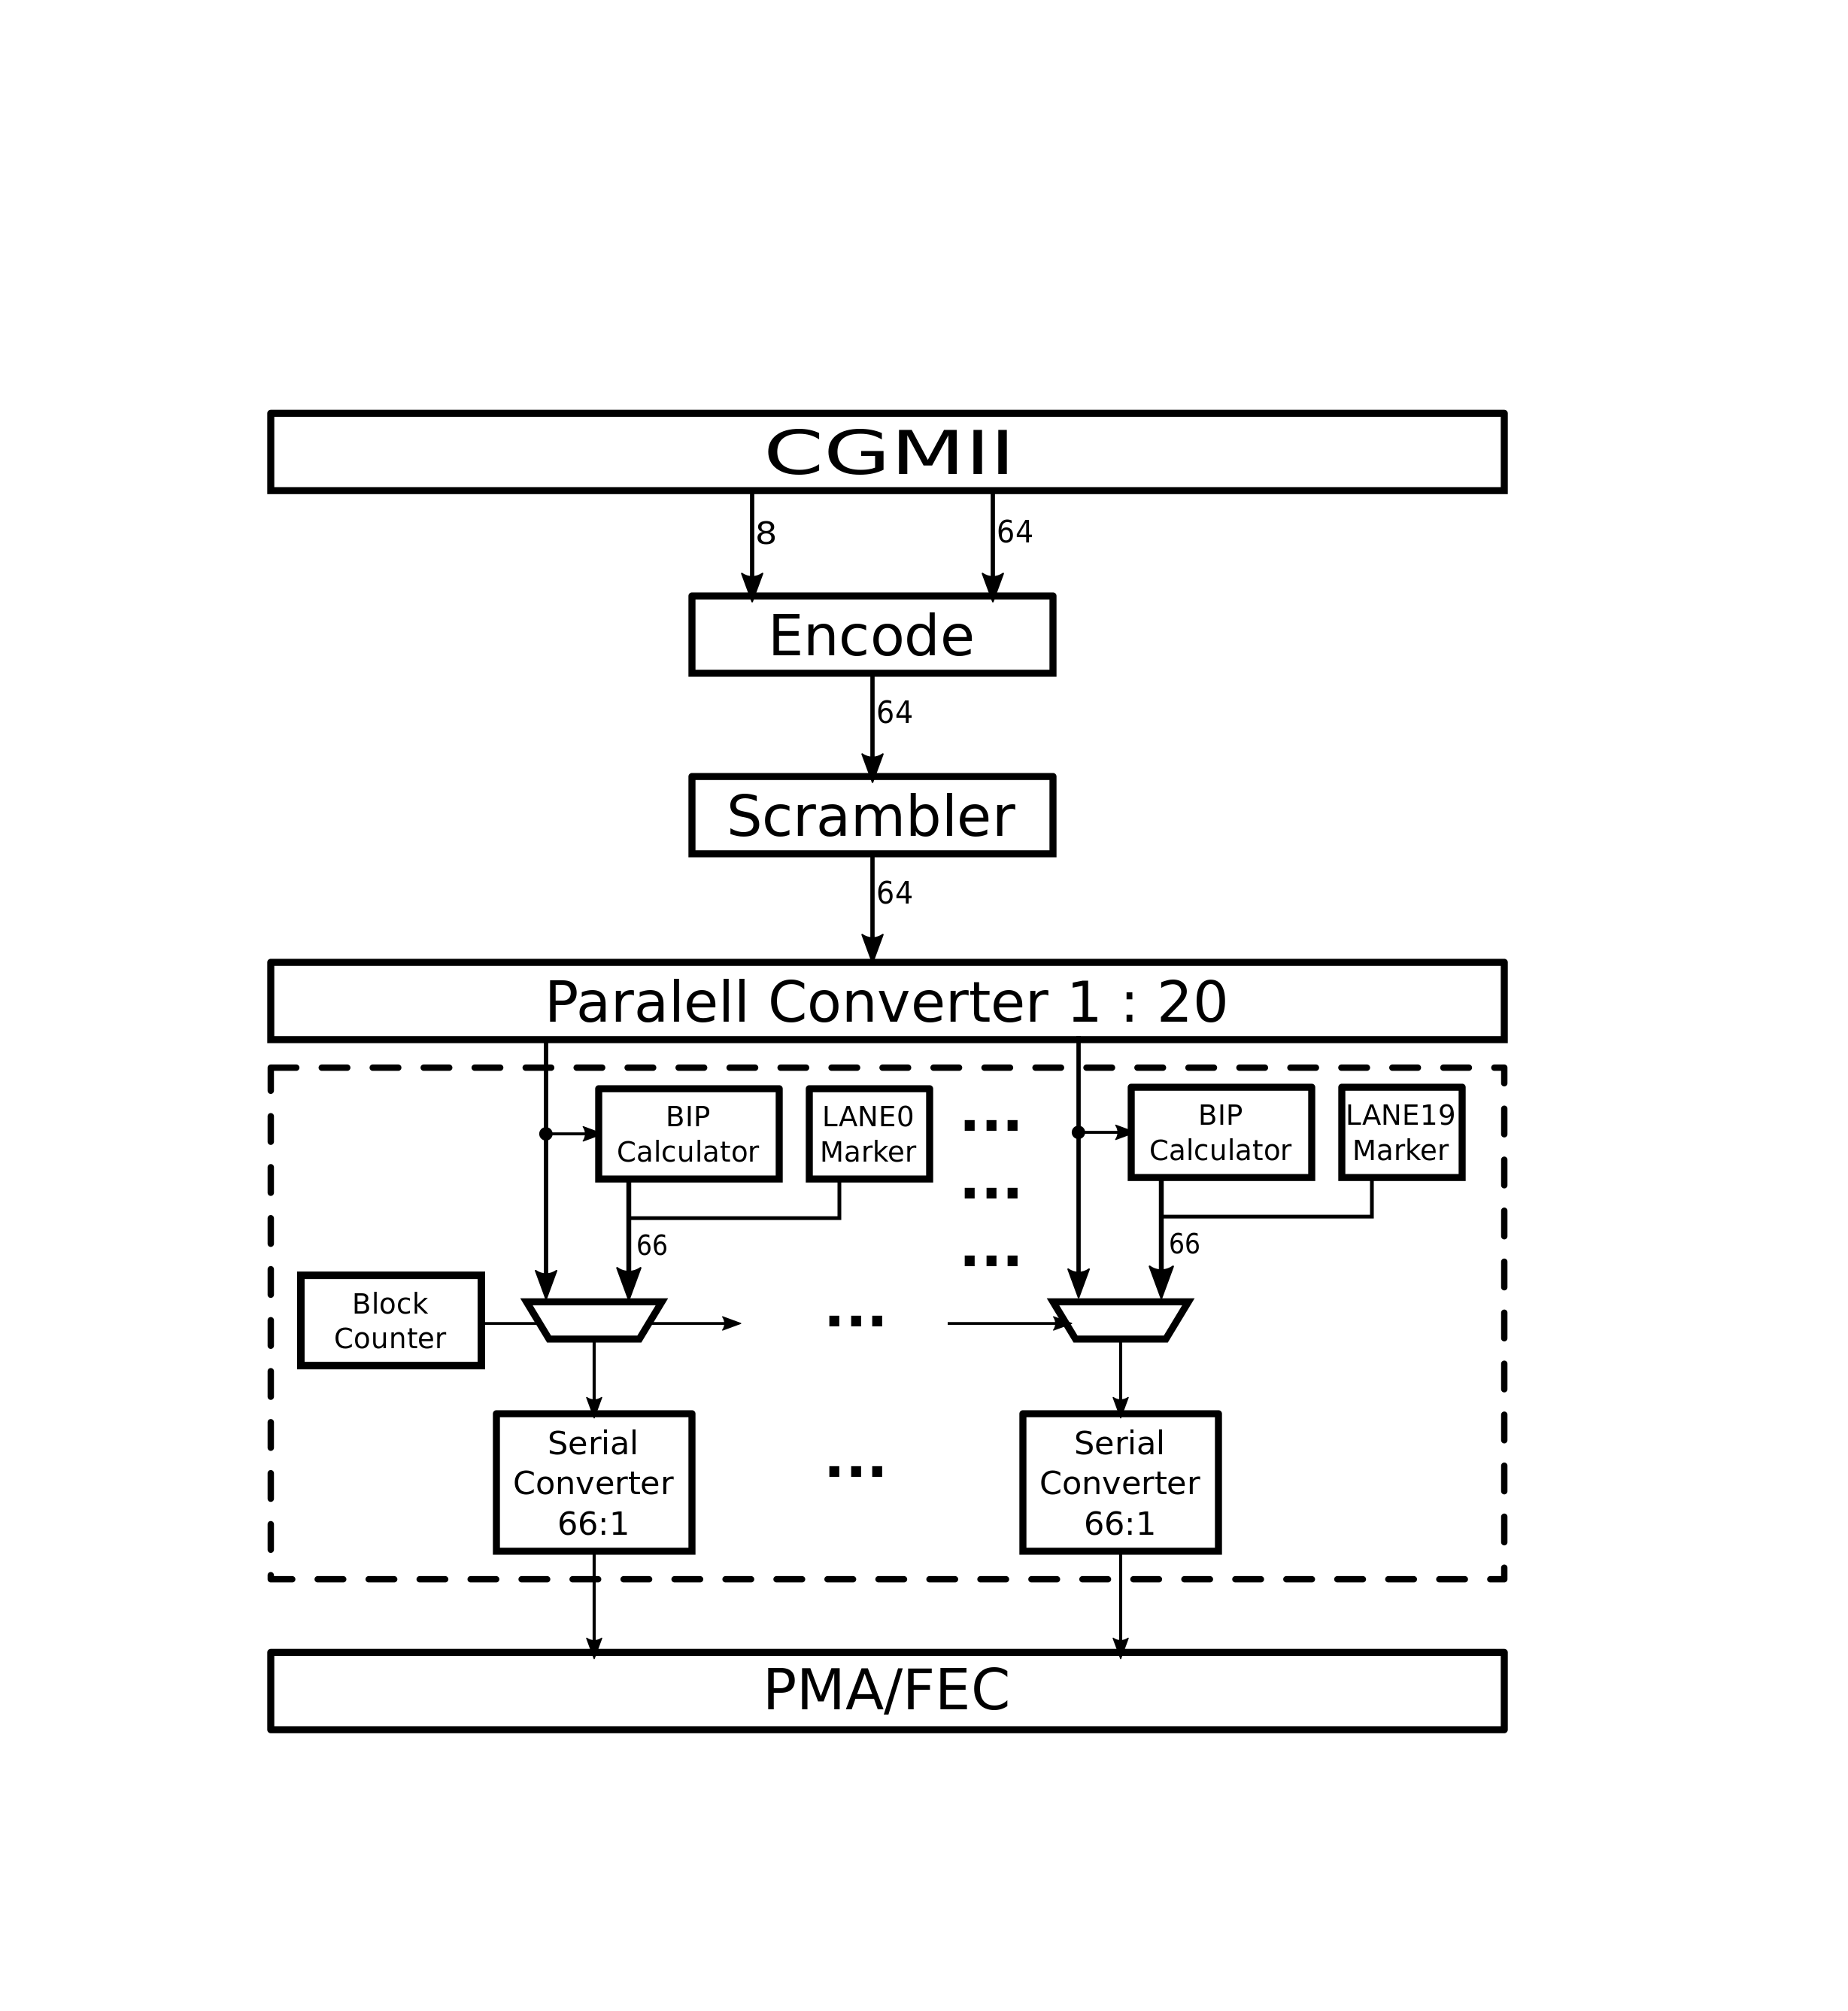 CGMII
8
64
Encode
64
Scrambler
64
Paralell Converter 1 : 20
BIP
Calculator
LANE0
Marker
...
BIP
Calculator
LANE19
Marker
...
66
66
...
Block
Counter
...
Serial
Converter
66:1
...
Serial
Converter
66:1
PMA/FEC